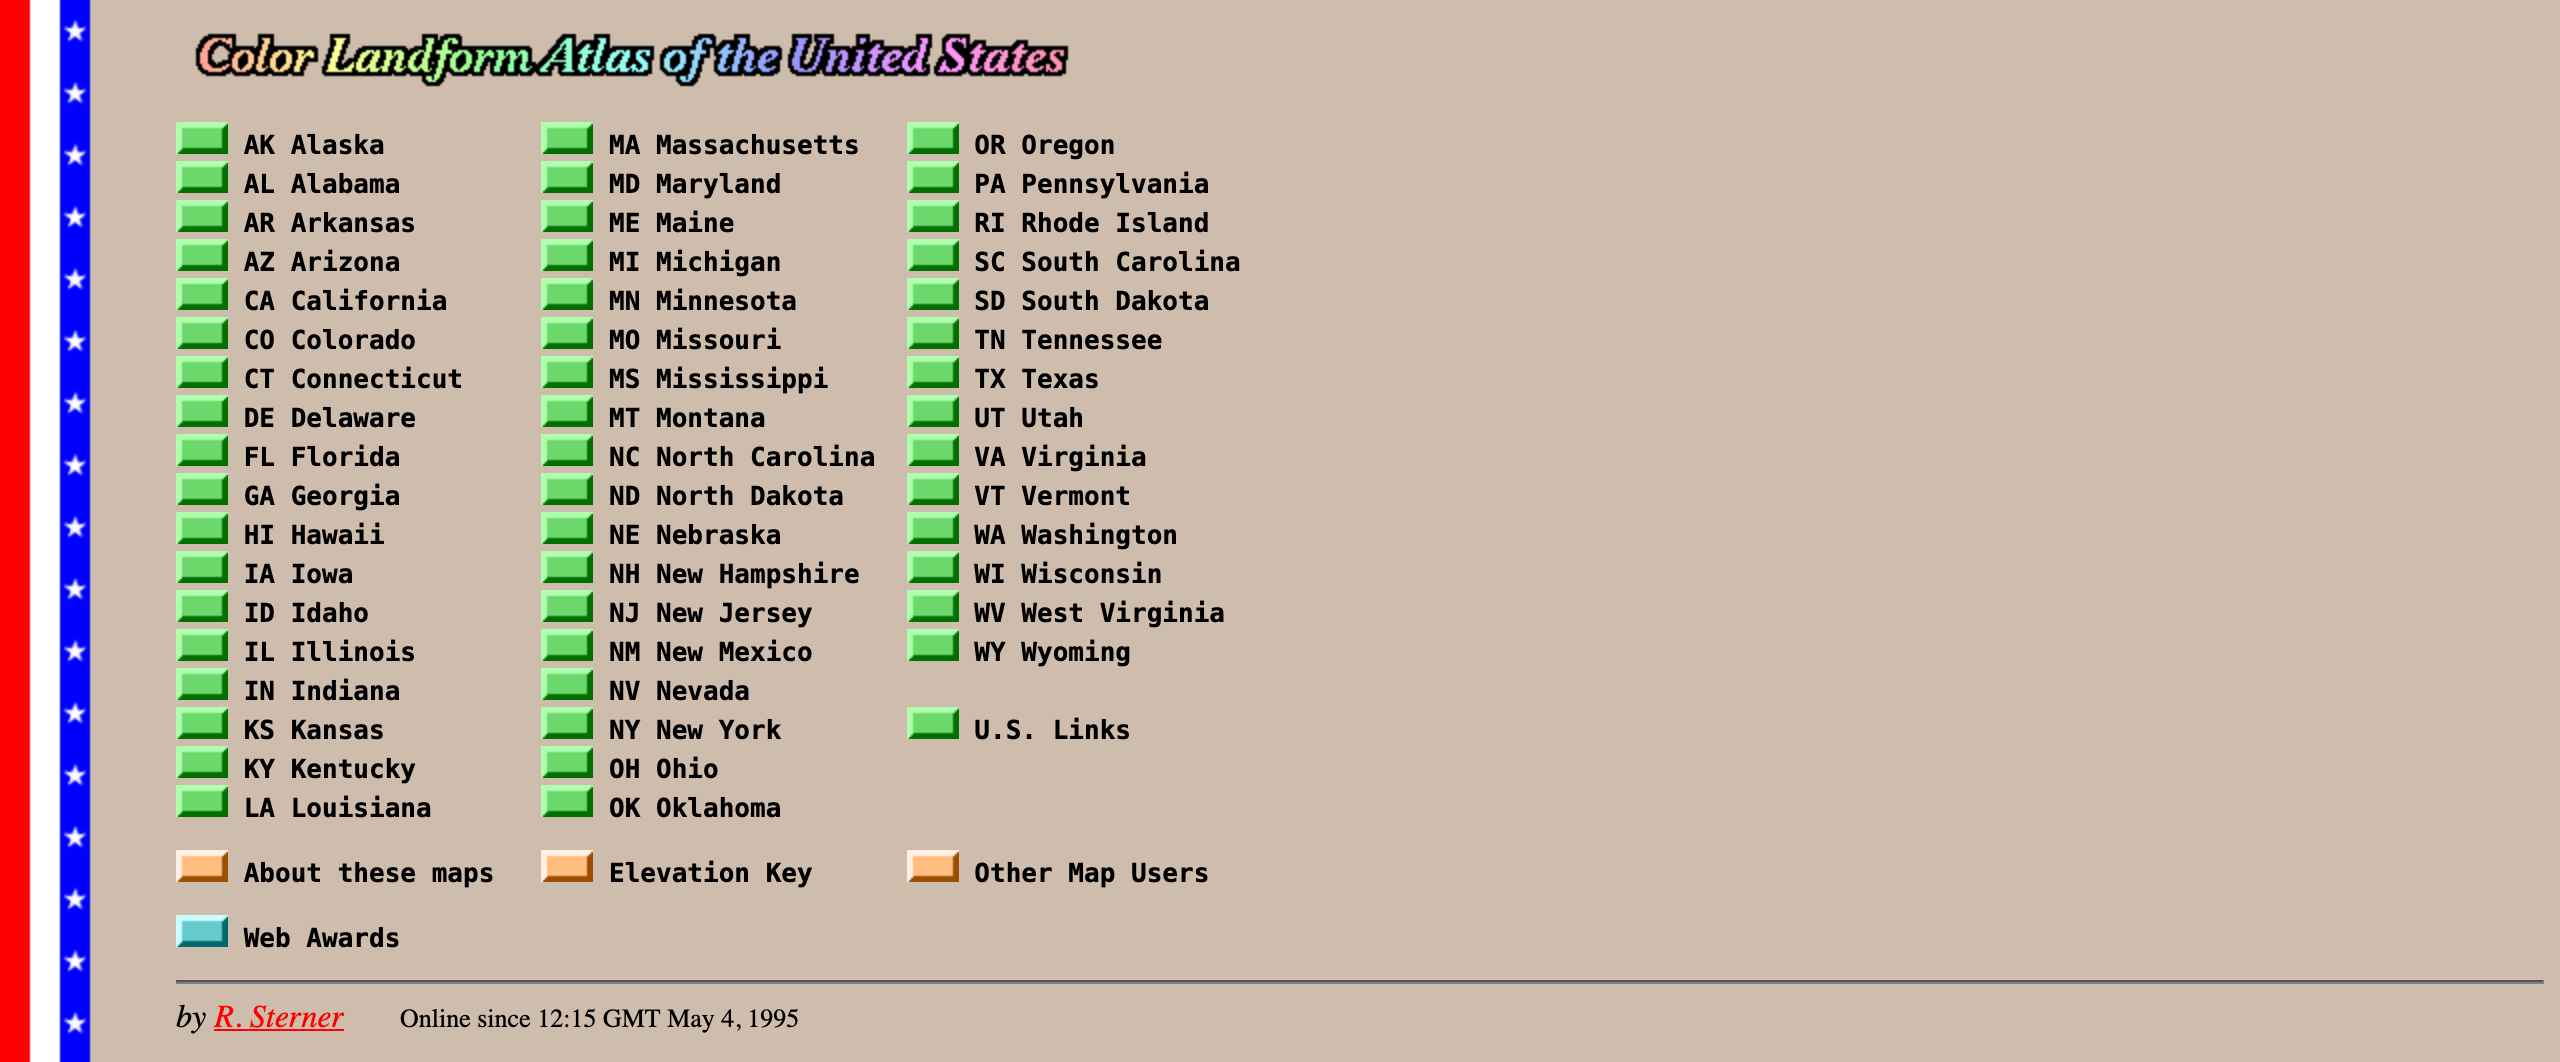 Color Landform Atlas of the United States
AK Alaska MA Massachusetts OR Oregon
AL Alabama MD Maryland PA Pennsylvania
AR Arkansas ME Maine RI Rhode Island
AZ Arizona MI Michigan SC South Carolina
CA California MN Minnesota SD South Dakota
CO Colorado MO Missouri TN Tennessee
CT Connecticut MS Mississippi TX Texas
DE Delaware MT Montana UT Utah
FL Florida NC North Carolina VA Virginia
GA Georgia ND North Dakota VT Vermont
HI Hawaii NE Nebraska WA Washington
IA Iowa NH New Hampshire WI Wisconsin
ID Idaho NJ New Jersey WV West Virginia
IL Illinois NM New Mexico WY Wyoming
IN Indiana NV Nevada
KS Kansas NY New York U.S. Links
KY Kentucky OH Ohio
LA Louisiana OK Oklahoma
About these maps Elevation Key Other Map Users
Web Awards
by R. Sterner Online since 12:15 GMT May 4, 1995